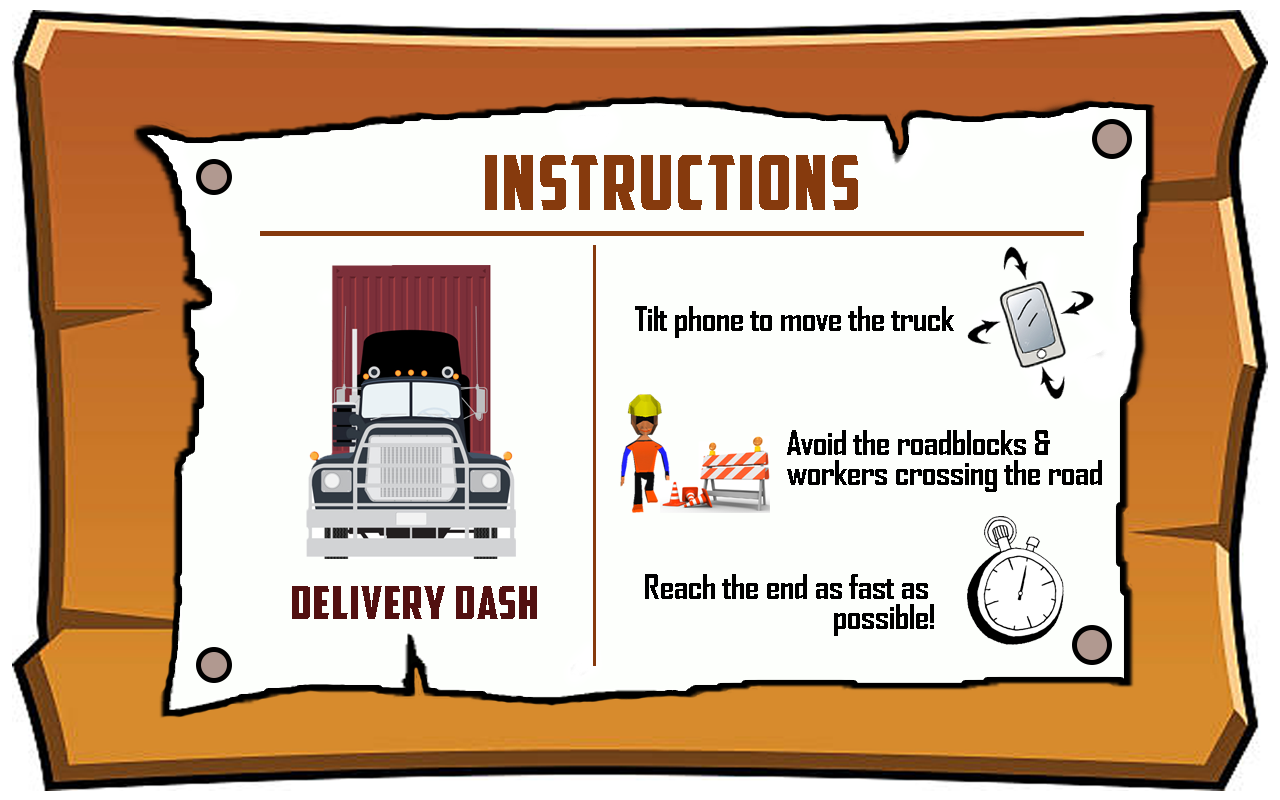 INSTRUCTIONS
Tilt phone to move the truck
Avoid the roadblocks &
workers crossing the road
Reach the end as fast as
possible!
DELIVERY DASH